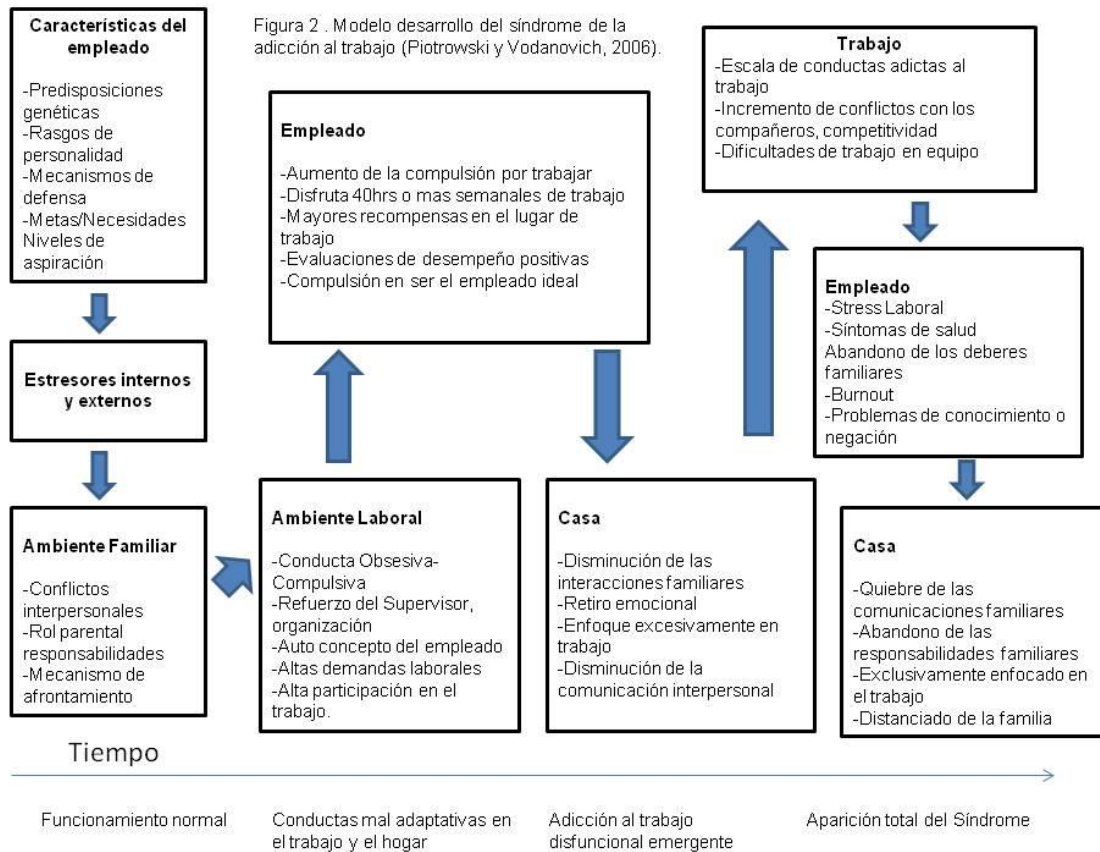 Características del
empleado
-Predisposiciones
genéticas
-Rasgos de
personalidad
-Mecanismos de
defensa
-Metas/Necesidades
Niveles de
aspiración
Estresores internos
y externos
Ambiente Familiar
-Conflictos
interpersonales
-Rol parental
responsabilidades
-Mecanismo de
afrontamiento
Figura 2 . Modelo desarrollo del síndrome de la
adicción al trabajo (Piotrowski y Vodanovich, 2006).
Empleado
-Aumento de la compulsión por trabajar
-Disfruta 40hrs o mas semanales de trabajo
-Mayores recompensas en el lugar de
trabajo
-Evaluaciones de desempeño positivas
-Compulsión en ser el empleado ideal
Ambiente Laboral
-Conducta Obsesiva-
Compulsiva
-Refuerzo del Supervisor,
organización
-Auto concepto del empleado
-Altas demandas laborales
-Alta participación en el
trabajo.
Casa
-Disminución de las
interacciones familiares
-Retiro emocional
-Enfoque excesivamente en
trabajo
-Disminución de la
comunicación interpersonal
Trabajo
-Escala de conductas adictas al
trabajo
-Incremento de conflictos con los
compañeros, competitividad
-Dificultades de trabajo en equipo
Empleado
-Stress Laboral
-Síntomas de salud
Abandono de los deberes
familiares
-Burnout
-Problemas de conocimiento o
negación
Casa
-Quiebre de las
comunicaciones familiares
-Abandono de las
responsabilidades familiares
-Exclusivamente enfocado en
el trabajo
-Distanciado de la familia
Tiempo
Funcionamiento normal
Conductas mal adaptativas en
el trabajo y el hogar
Adicción al trabajo
disfuncional emergente
Aparición total del Síndrome